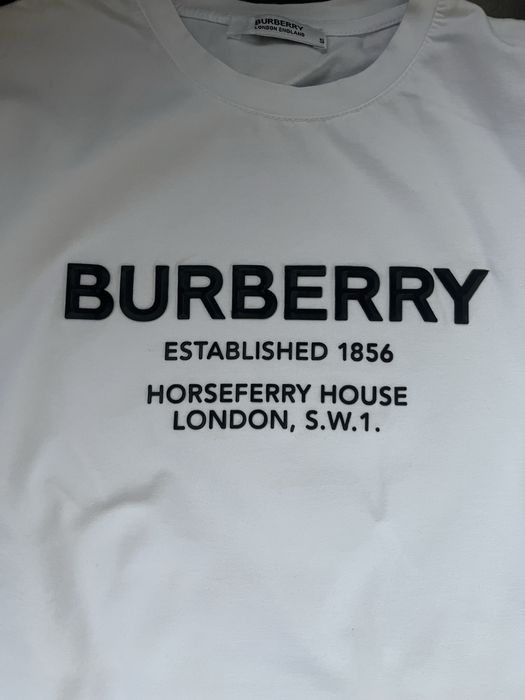 BURBERRY
LONDON ENGLAND
S
BURBERRY
ESTABLISHED 1856
HORSEFERRY HOUSE
LONDON, S.W.1.